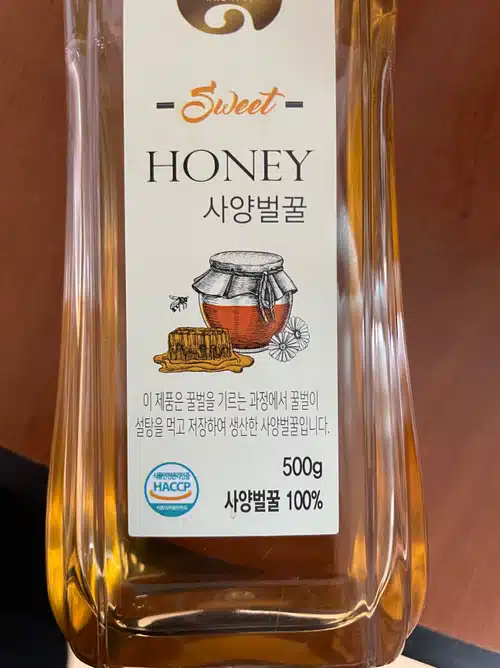 Sweet
HONEY
사양벌꿀
이 제품은 꿀벌을 기르는 과정에서 꿀벌이
설탕을 먹고 저장하여 생산한 사양벌꿀입니다.
500g
HACCP
사양벌꿀 100%